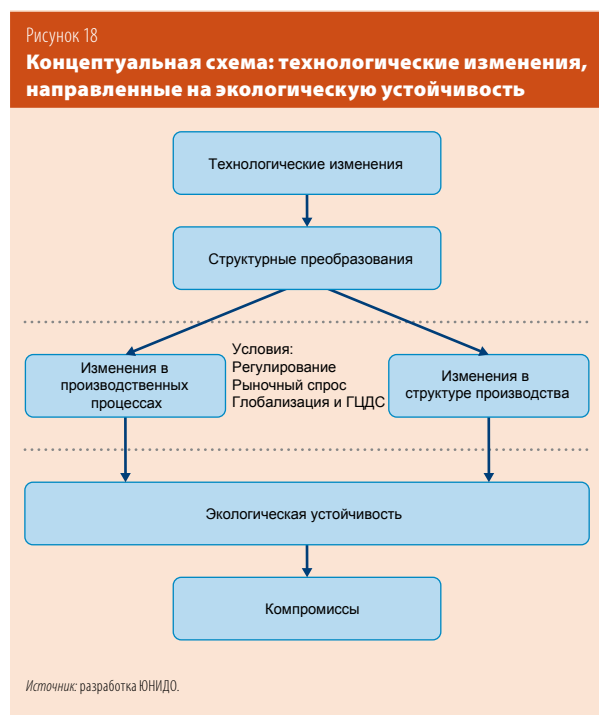 Рисунок 18
Концептуальная схема: технологические изменения,
направленные на экологическую устойчивость
Технологические изменения
Структурные преобразования
Изменения в
производственных
процессах
Условия:
Регулирование
Рыночный спрос
Глобализация и ГЦДС
Изменения в
структуре производства
Экологическая устойчивость
Компромиссы
Источник: разработка ЮНИДО.